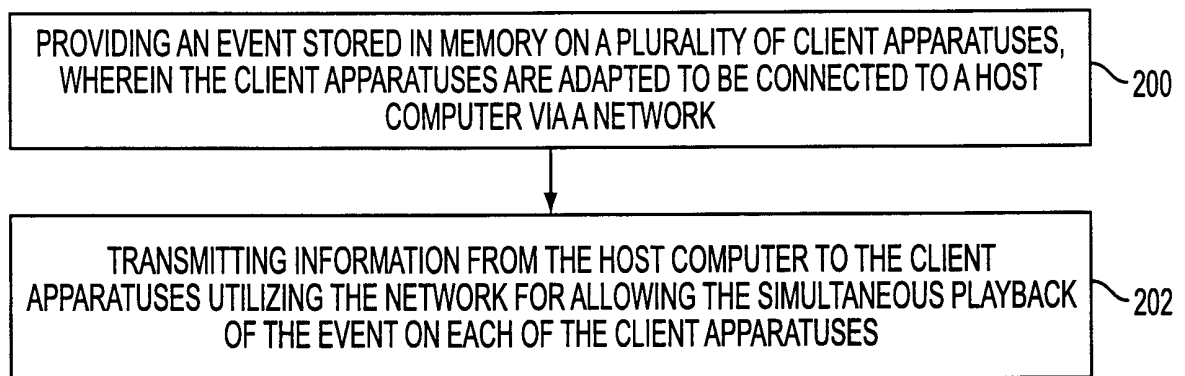 PROVIDING AN EVENT STORED IN MEMORY ON A PLURALITY OF CLIENT APPARATUSES,
WHEREIN THE CLIENT APPARATUSES ARE ADAPTED TO BE CONNECTED TO A HOST
COMPUTER VIA A NETWORK
200
TRANSMITTING INFORMATION FROM THE HOST COMPUTER TO THE CLIENT
APPARATUSES UTILIZING THE NETWORK FOR ALLOWING THE SIMULTANEOUS PLAYBACK
OF THE EVENT ON EACH OF THE CLIENT APPARATUSES
202